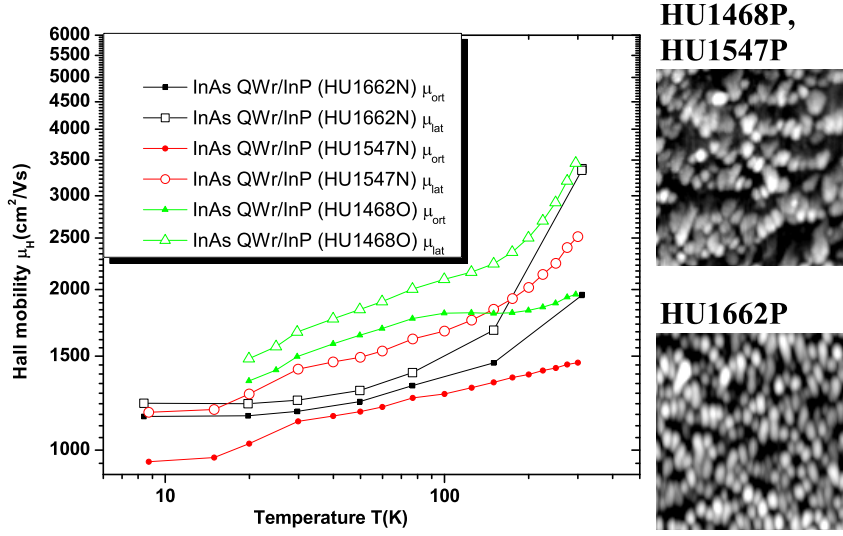 HU1468P,
HU1547P
6000
5500
5000
4500
4000
3500
3000
2500
2000
1500
1000
Hall mobility μH(cm2/Vs)
InAs QWr/InP (HU1662N) μort
InAs QWr/InP (HU1662N) μlat
InAs QWr/InP (HU1547N) μort
InAs QWr/InP (HU1547N) μlat
InAs QWr/InP (HU1468O) μort
InAs QWr/InP (HU1468O) μlat
10
100
Temperature T(K)
HU1662P